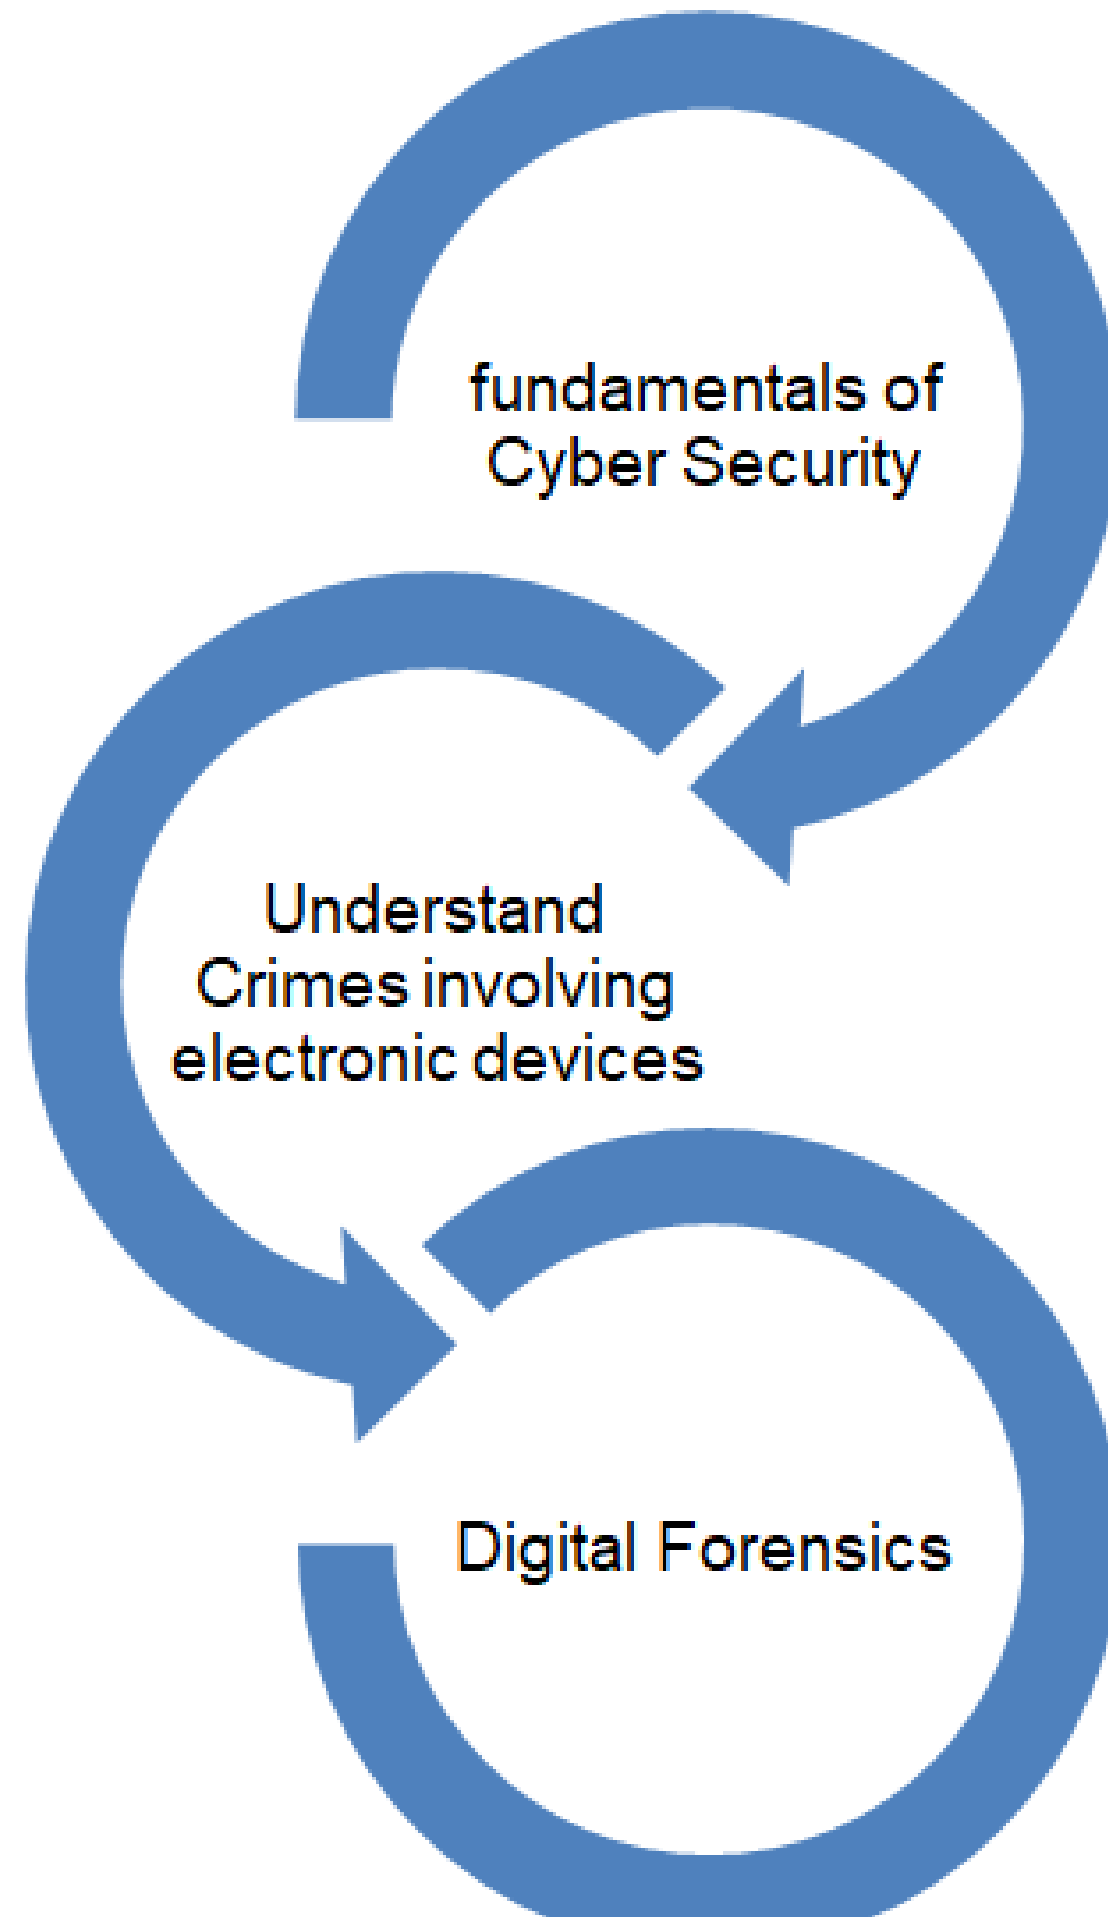 fundamentals of
Cyber Security
Understand
Crimes involving
electronic devices
Digital Forensics